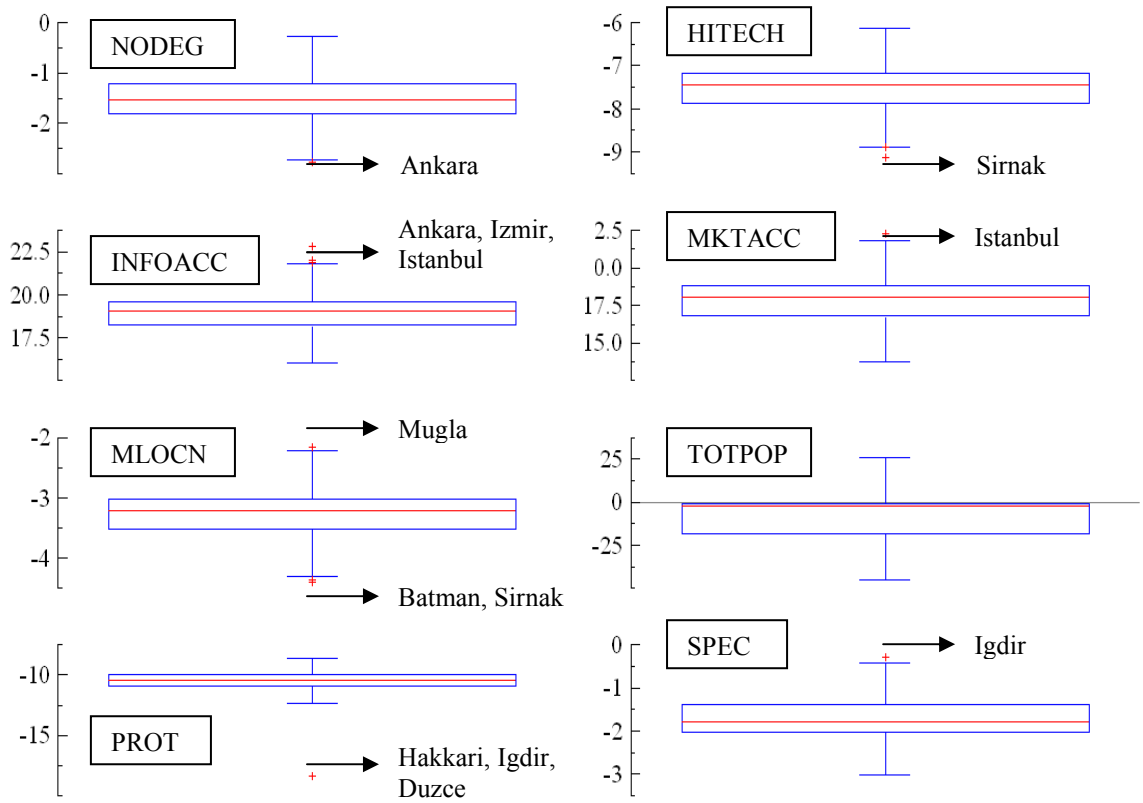 0
NODEG
-1
-2
Ankara
-6
HITECH
-7
-8
-9
Sirnak
22.5
INFOACC
20.0
17.5
Ankara, Izmir,
Istanbul
2.5
MKTACC
0.0
17.5
15.0
Istanbul
-2
MLOCN
-3
-4
Mugla
Batman, Sirnak
25
TOTPOP
0
-25
-10
-15
PROT
Hakkari, Igdir,
Duzce
0
SPEC
-1
-2
-3
Igdir